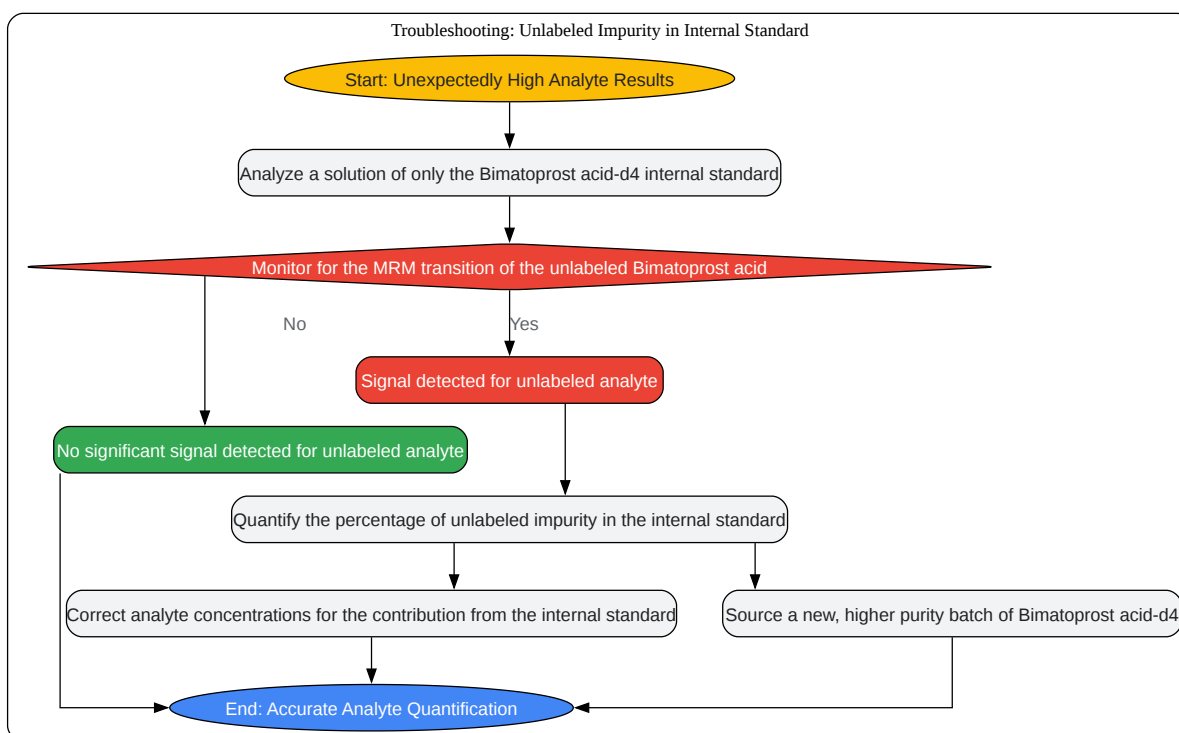 Troubleshooting: Unlabeled Impurity in Internal Standard
Start: Unexpectedly High Analyte Results
Analyze a solution of only the Bimatoprost acid-d4 internal standard
Monitor for the MRM transition of the unlabeled Bimatoprost acid
No
Yes
Signal detected for unlabeled analyte
No significant signal detected for unlabeled analyte
Quantify the percentage of unlabeled impurity in the internal standard
Correct analyte concentrations for the contribution from the internal standard
Source a new, higher purity batch of Bimatoprost acid-d4
End: Accurate Analyte Quantification